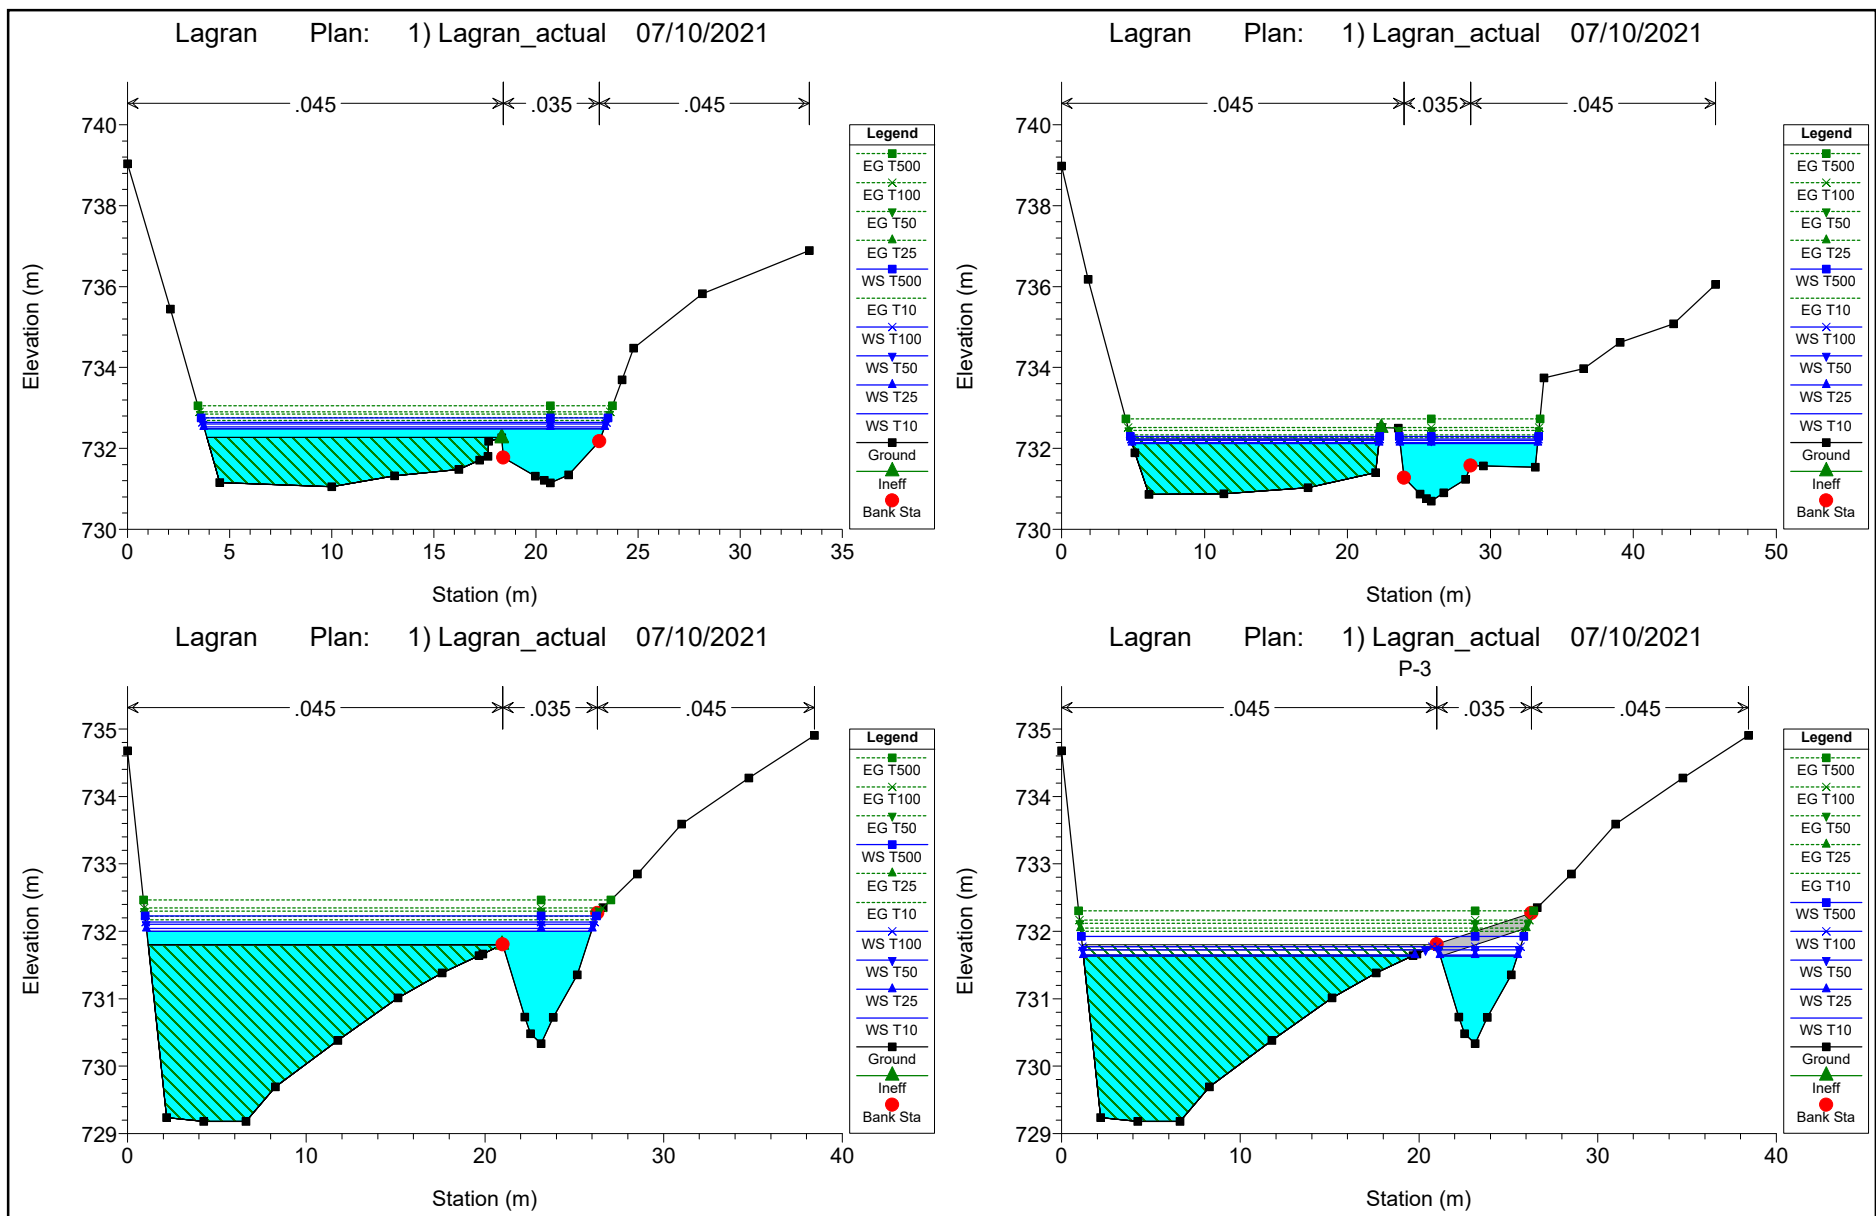 Lagran Plan: 1) Lagran_actual 07/10/2021
.045 .035 .045
740
738
736
734
732
730
0 5 10 15 20 25 30 35
Elevation (m)
Station (m)
Legend
EG T500
EG T100
EG T50
EG T25
WS T500
EG T10
WS T100
WS T50
WS T25
WS T10
Ground
Ineff
Bank Sta
Lagran Plan: 1) Lagran_actual 07/10/2021
.045 .035 .045
740
738
736
734
732
730
0 10 20 30 40 50
Elevation (m)
Station (m)
Legend
EG T500
EG T100
EG T50
EG T25
WS T500
EG T10
WS T100
WS T50
WS T25
WS T10
Ground
Ineff
Bank Sta
Lagran Plan: 1) Lagran_actual 07/10/2021
.045 .035 .045
735
734
733
732
731
730
729
0 10 20 30 40
Elevation (m)
Station (m)
Legend
EG T500
EG T100
EG T50
WS T500
EG T25
EG T10
WS T100
WS T50
WS T25
WS T10
Ground
Ineff
Bank Sta
Lagran Plan: 1) Lagran_actual 07/10/2021
P-3
.045 .035 .045
735
734
733
732
731
730
729
0 10 20 30 40
Elevation (m)
Station (m)
Legend
EG T500
EG T100
EG T50
EG T25
EG T10
WS T500
WS T100
WS T50
WS T25
WS T10
Ground
Ineff
Bank Sta